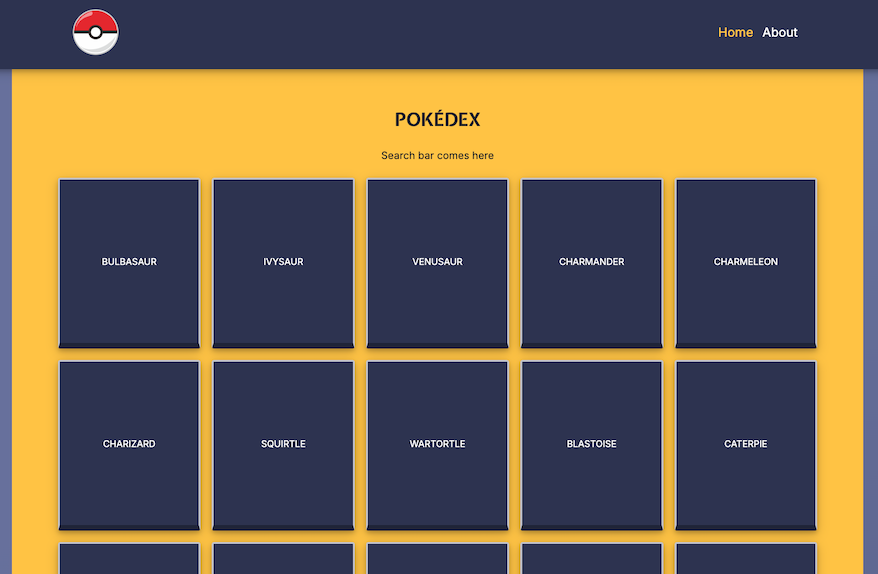 Home About
POKÉDEX
Search bar comes here
BULBASAUR IVYSAUR VENUSAUR CHARMANDER CHARMELEON
CHARIZARD SQUIRTLE WARTORTLE BLASTOISE CATERPIE